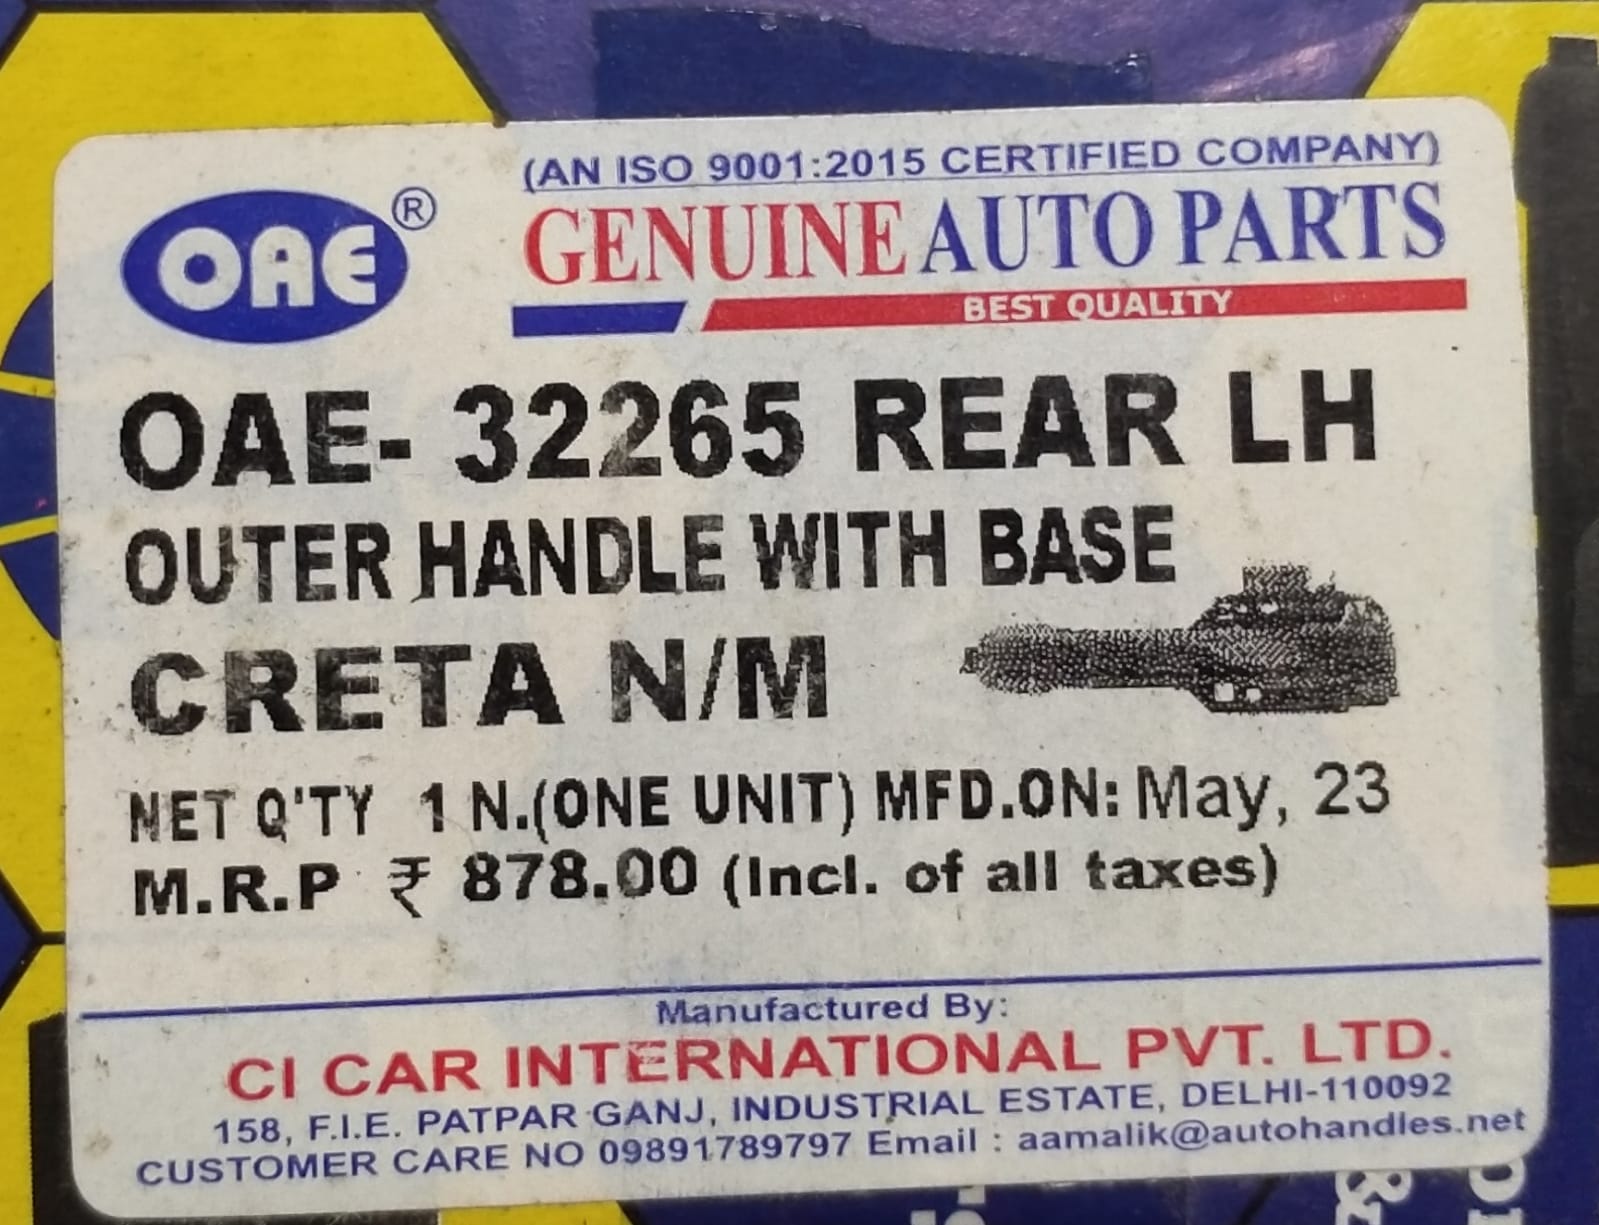 OAE®
(AN ISO 9001:2015 CERTIFIED COMPANY)
GENUINE AUTO PARTS
BEST QUALITY
OAE- 32265 REAR LH
OUTER HANDLE WITH BASE
CRETA N/M
NET Q'TY 1 N.(ONE UNIT) MFD.ON: May, 23
M.R.P ₹ 878.00 (Incl. of all taxes)
Manufactured By:
CI CAR INTERNATIONAL PVT. LTD.
158, F.I.E. PATPAR GANJ, INDUSTRIAL ESTATE, DELHI-110092
CUSTOMER CARE NO 09891789797 Email : aamalik@autohandles.net